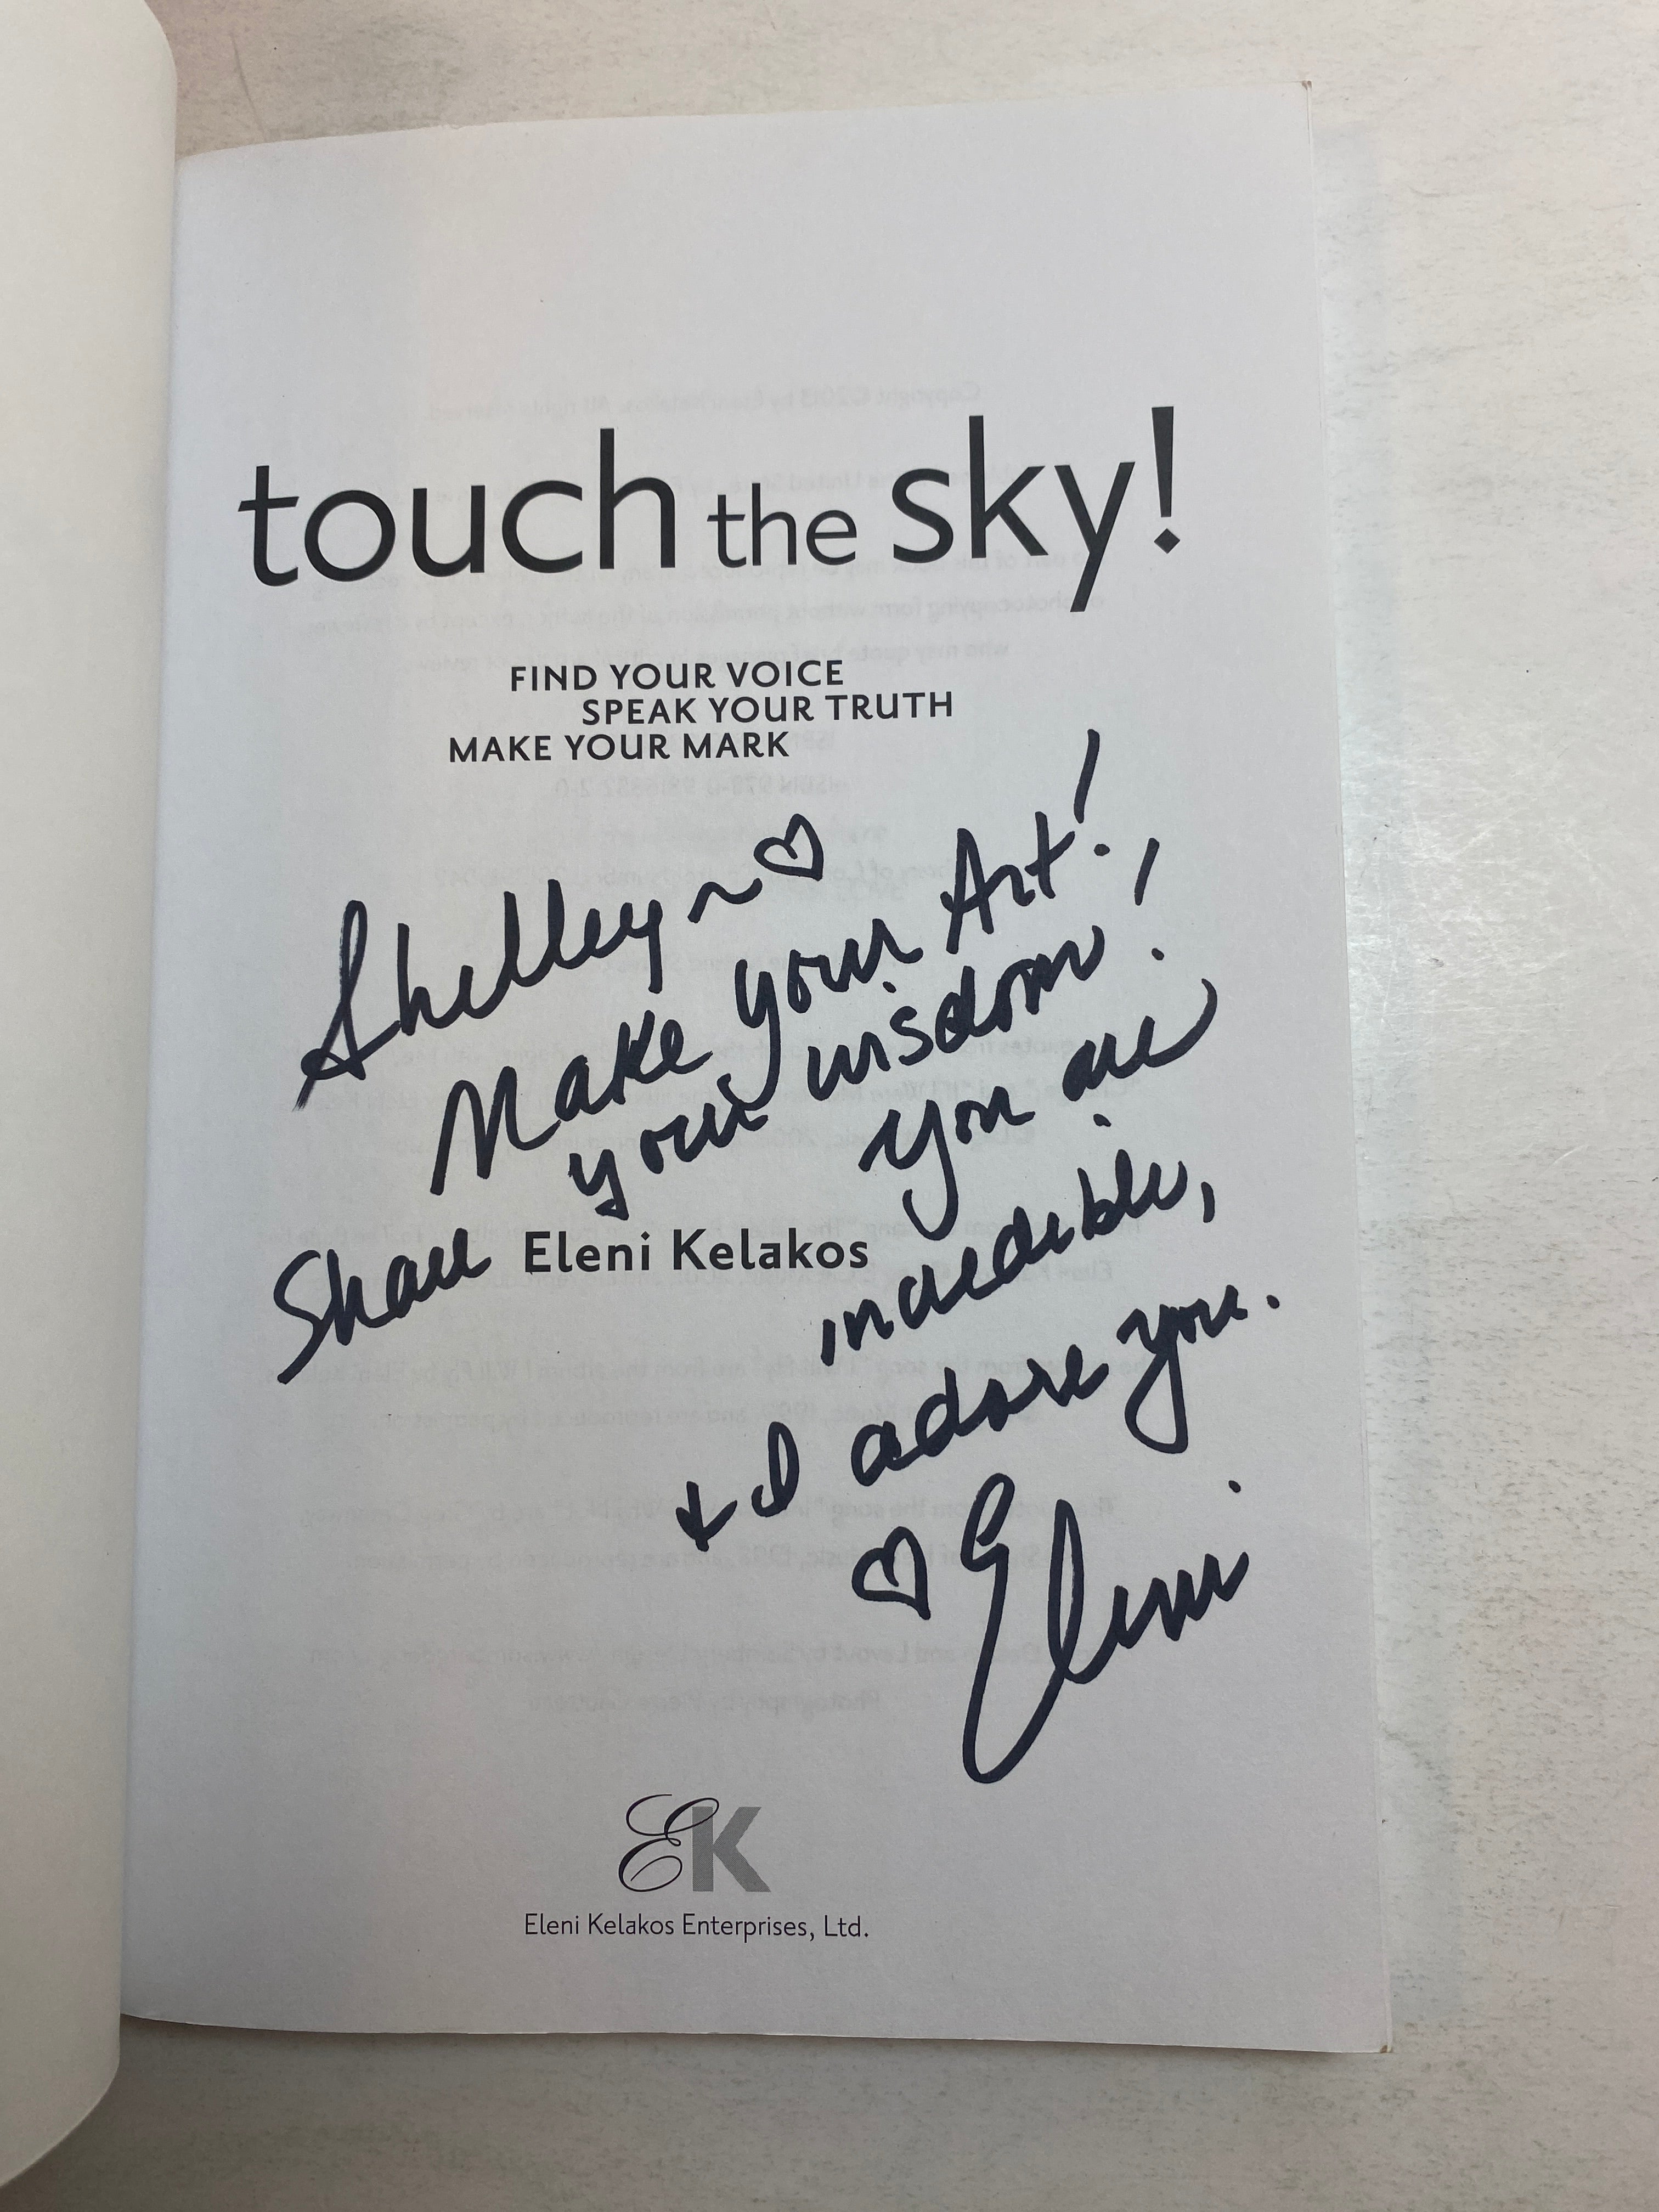 touch the sky!
FIND YOUR VOICE
SPEAK YOUR TRUTH
MAKE YOUR MARK
Shelley ~ ♡
Make your Art!
Share your wisdom!
You are
incredible,
& I adore you.
♡ Eleni
Eleni Kelakos
EK
Eleni Kelakos Enterprises, Ltd.